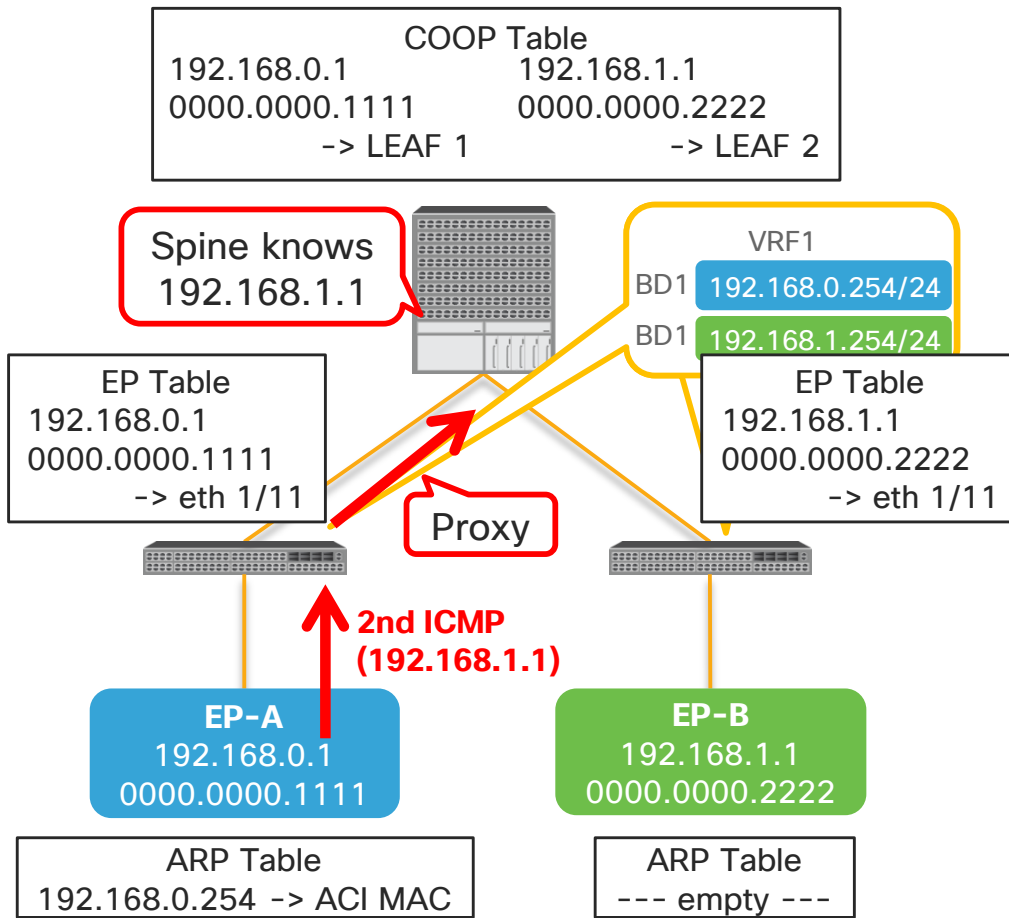 COOP Table
192.168.0.1 192.168.1.1
0000.0000.1111 0000.0000.2222
-> LEAF 1 -> LEAF 2
Spine knows
192.168.1.1
VRF1
BD1 192.168.0.254/24
BD1 192.168.1.254/24
EP Table
192.168.0.1
0000.0000.1111
-> eth 1/11
EP Table
192.168.1.1
0000.0000.2222
-> eth 1/11
Proxy
2nd ICMP
(192.168.1.1)
EP-A
192.168.0.1
0000.0000.1111
EP-B
192.168.1.1
0000.0000.2222
ARP Table
192.168.0.254 -> ACI MAC
ARP Table
--- empty ---